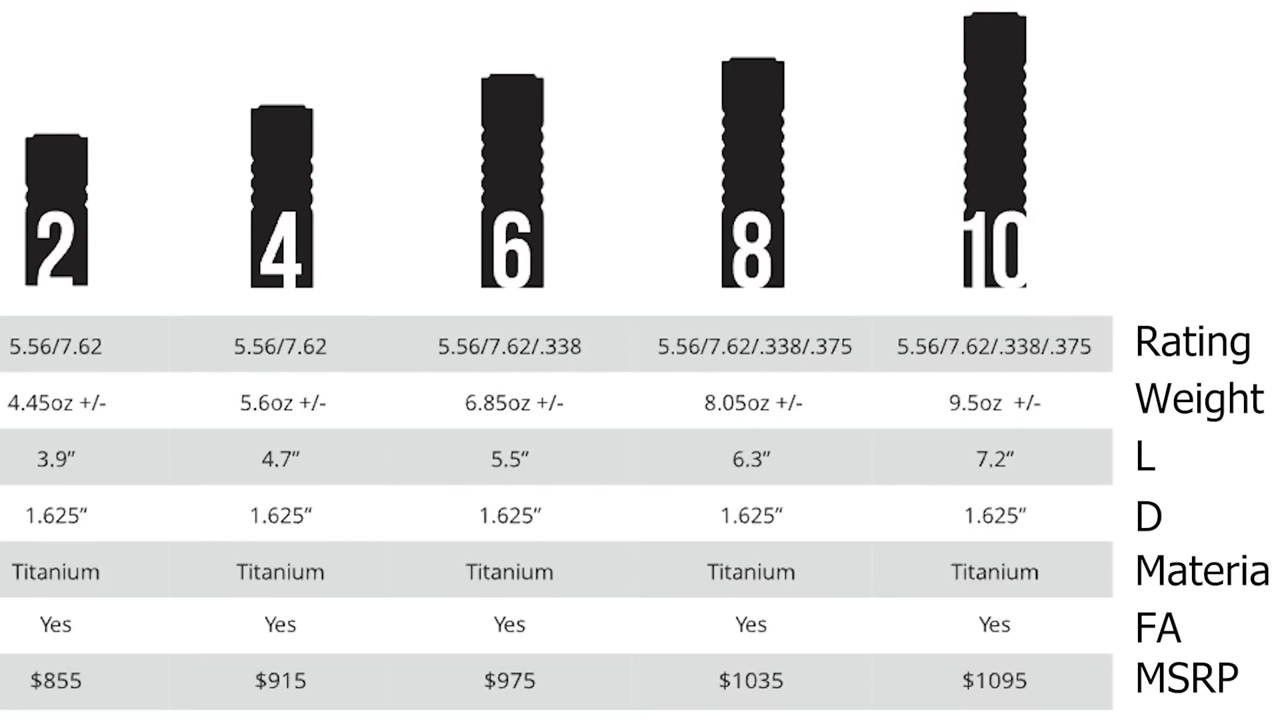 2 4 6 8 10
5.56/7.62 5.56/7.62 5.56/7.62/.338 5.56/7.62/.338/.375 5.56/7.62/.338/.375 Rating
4.45oz +/- 5.6oz +/- 6.85oz +/- 8.05oz +/- 9.5oz +/- Weight
3.9” 4.7” 5.5” 6.3” 7.2” L
1.625” 1.625” 1.625” 1.625” 1.625” D
Titanium Titanium Titanium Titanium Titanium Materia
Yes Yes Yes Yes Yes FA
$855 $915 $975 $1035 $1095 MSRP